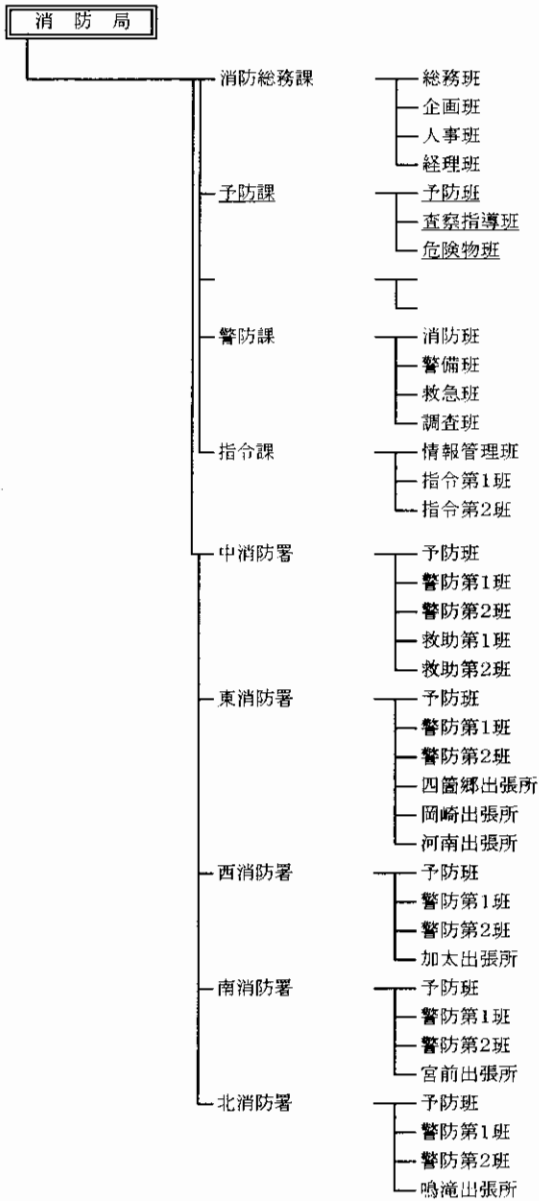 消防局
消防総務課 総務班
企画班
人事班
経理班
予防課 予防班
査察指導班
危険物班
警防課 消防班
警備班
救急班
調査班
指令課 情報管理班
指令第1班
指令第2班
中消防署 予防班
警防第1班
警防第2班
救助第1班
救助第2班
東消防署 予防班
警防第1班
警防第2班
四箇郷出張所
岡崎出張所
河南出張所
西消防署 予防班
警防第1班
警防第2班
加太出張所
南消防署 予防班
警防第1班
警防第2班
宮前出張所
北消防署 予防班
警防第1班
警防第2班
鳴滝出張所